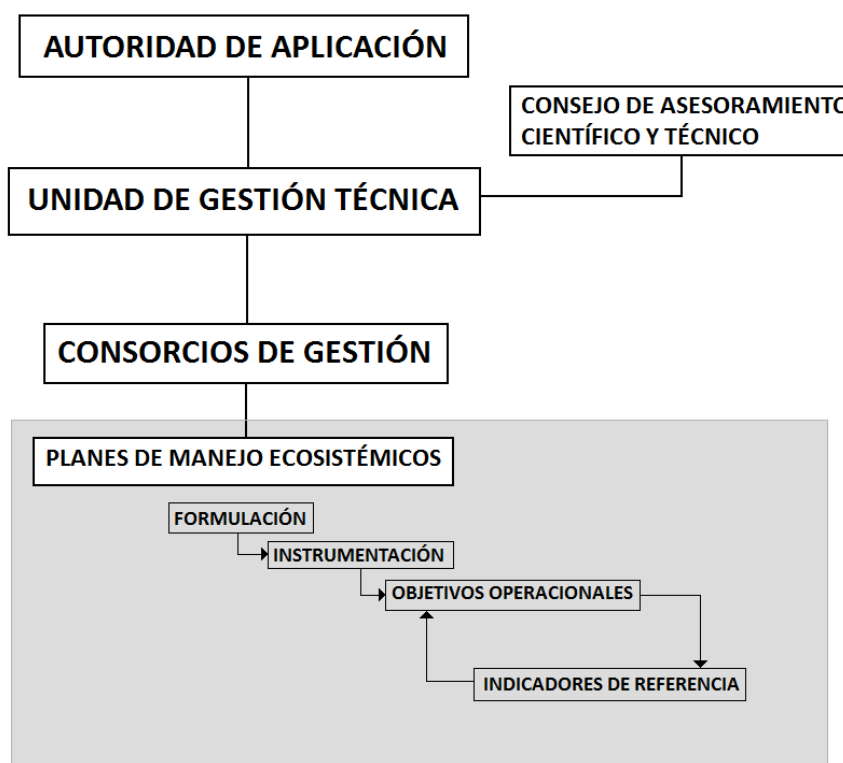 AUTORIDAD DE APLICACIÓN
CONSEJO DE ASESORAMIENTO
CIENTÍFICO Y TÉCNICO
UNIDAD DE GESTIÓN TÉCNICA
CONSORCIOS DE GESTIÓN
PLANES DE MANEJO ECOSISTÉMICOS
FORMULACIÓN
INSTRUMENTACIÓN
OBJETIVOS OPERACIONALES
INDICADORES DE REFERENCIA